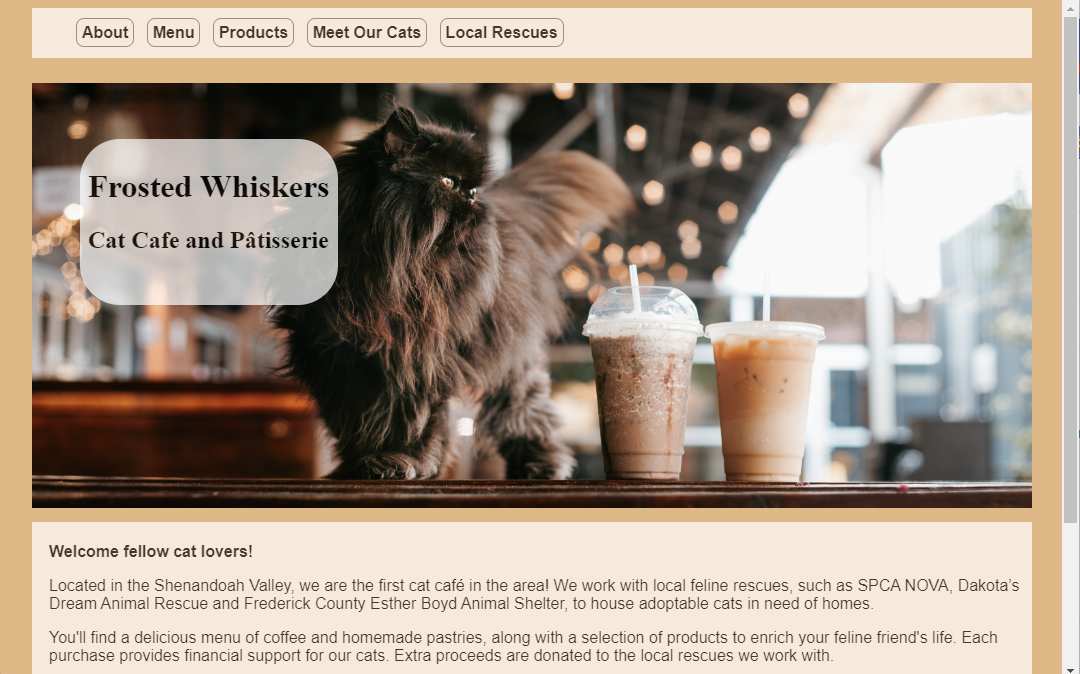 About Menu Products Meet Our Cats Local Rescues
Frosted Whiskers
Cat Cafe and Pâtisserie
Welcome fellow cat lovers!
Located in the Shenandoah Valley, we are the first cat café in the area! We work with local feline rescues, such as SPCA NOVA, Dakota’s
Dream Animal Rescue and Frederick County Esther Boyd Animal Shelter, to house adoptable cats in need of homes.
You'll find a delicious menu of coffee and homemade pastries, along with a selection of products to enrich your feline friend's life. Each
purchase provides financial support for our cats. Extra proceeds are donated to the local rescues we work with.